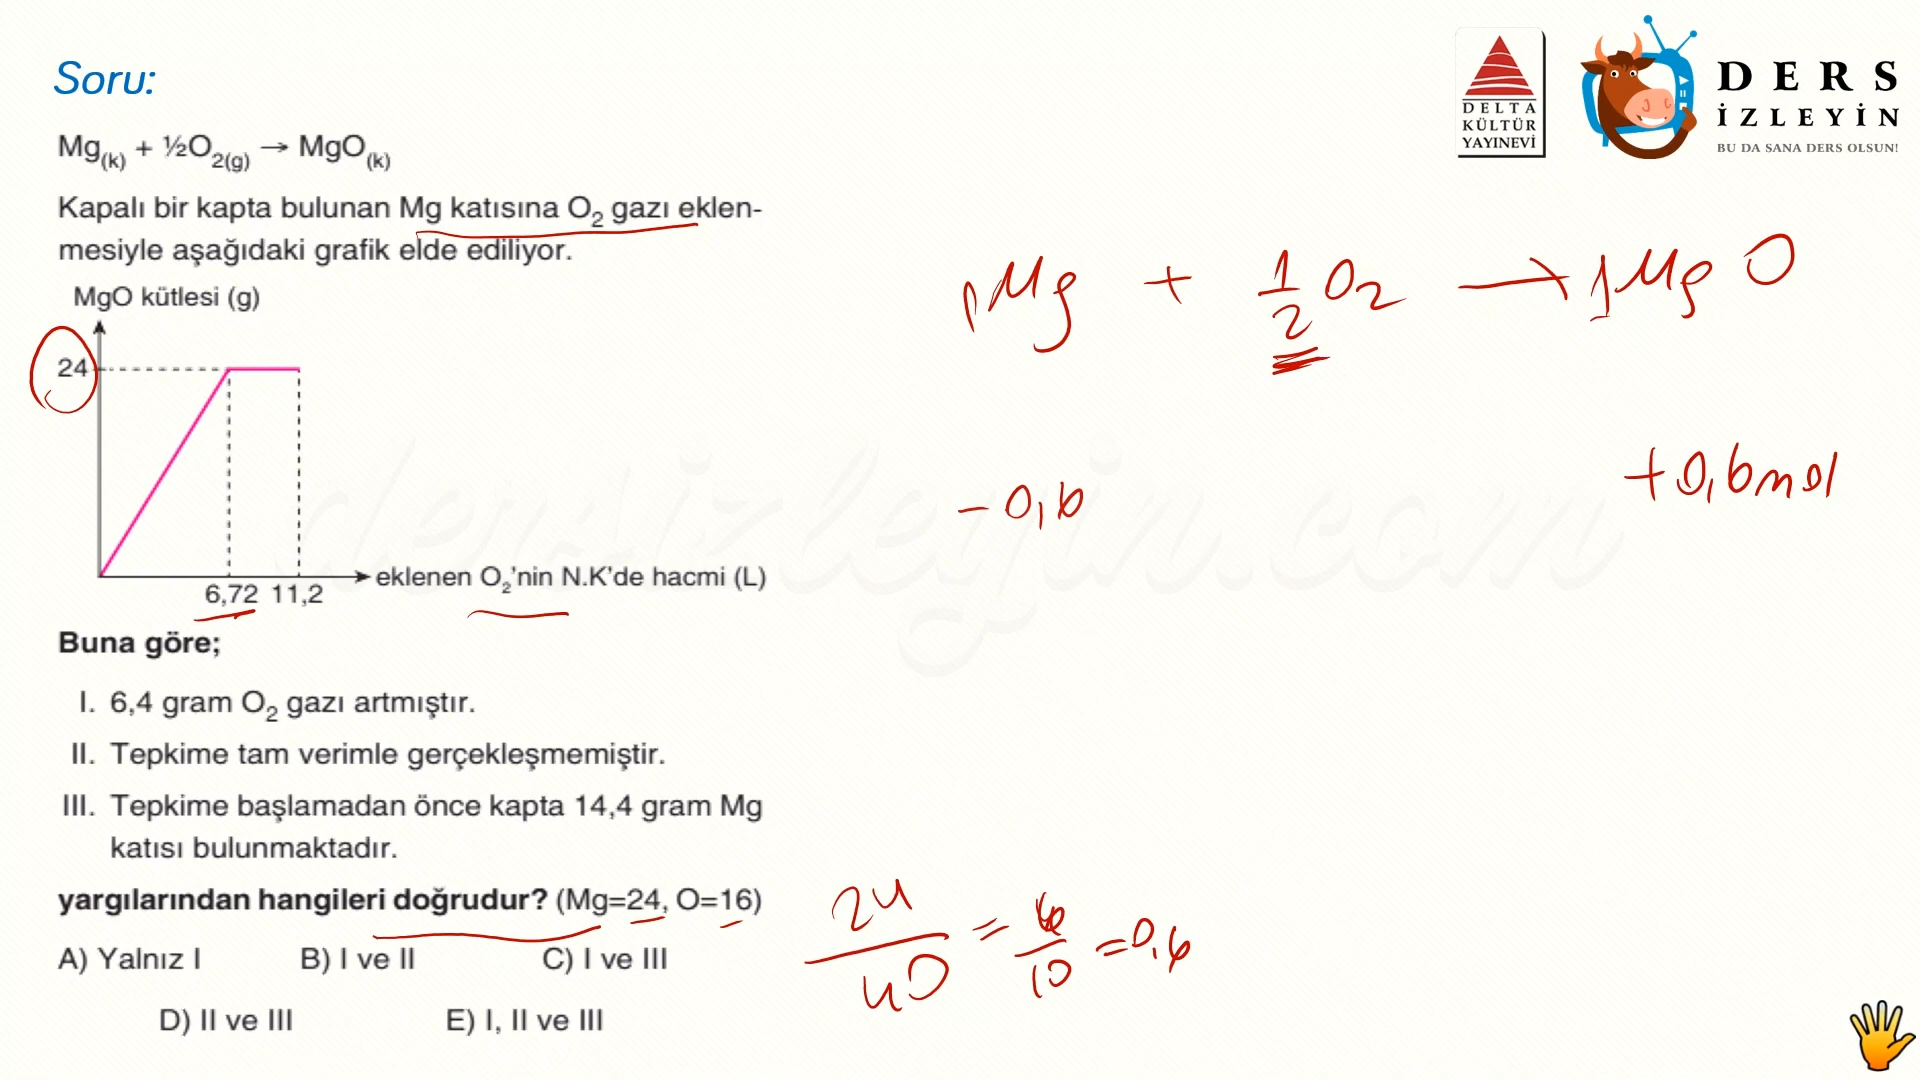 Soru:
DELTA
KÜLTÜR
YAYINEVİ
DERS
İZLEYİN
BU DA SANA DERS OLSUN!
Mg(k) + ½O2(g) → MgO(k)
Kapalı bir kapta bulunan Mg katısına O2 gazı eklen-
mesiyle aşağıdaki grafik elde ediliyor.
MgO kütlesi (g)
24
6,72 11,2
eklenen O2'nin N.K'de hacmi (L)
1Mg + 1/2 O2 → 1MgO
- 0,6
+0,6mol
dersizleyin.com
Buna göre;
I. 6,4 gram O2 gazı artmıştır.
II. Tepkime tam verimle gerçekleşmemiştir.
III. Tepkime başlamadan önce kapta 14,4 gram Mg
katısı bulunmaktadır.
yargılarından hangileri doğrudur? (Mg=24, O=16)
A) Yalnız I B) I ve II C) I ve III
D) II ve III E) I, II ve III
24/40 = 6/10 = 0,6